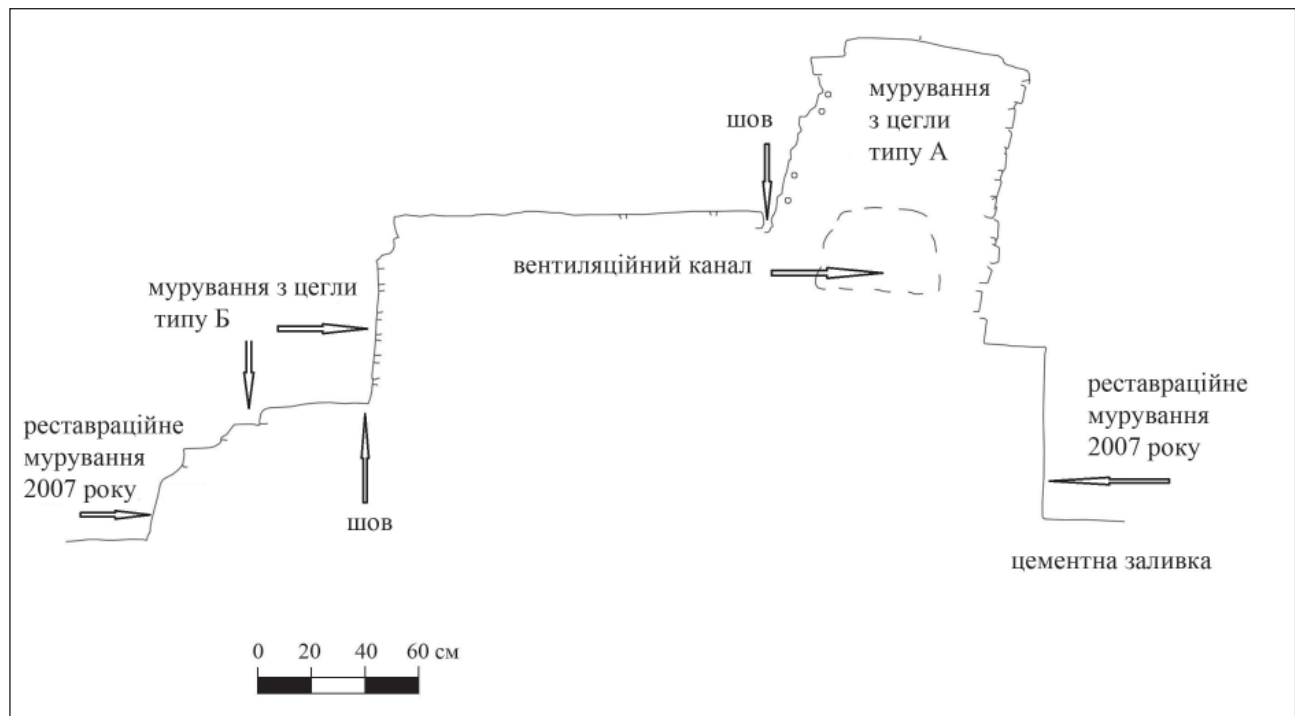 мурування
з цегли
типу А
шов
вентиляційний канал
мурування з цегли
типу Б
реставраційне
мурування
2007 року
шов
реставраційне
мурування
2007 року
цементна заливка
0 20 40 60 см